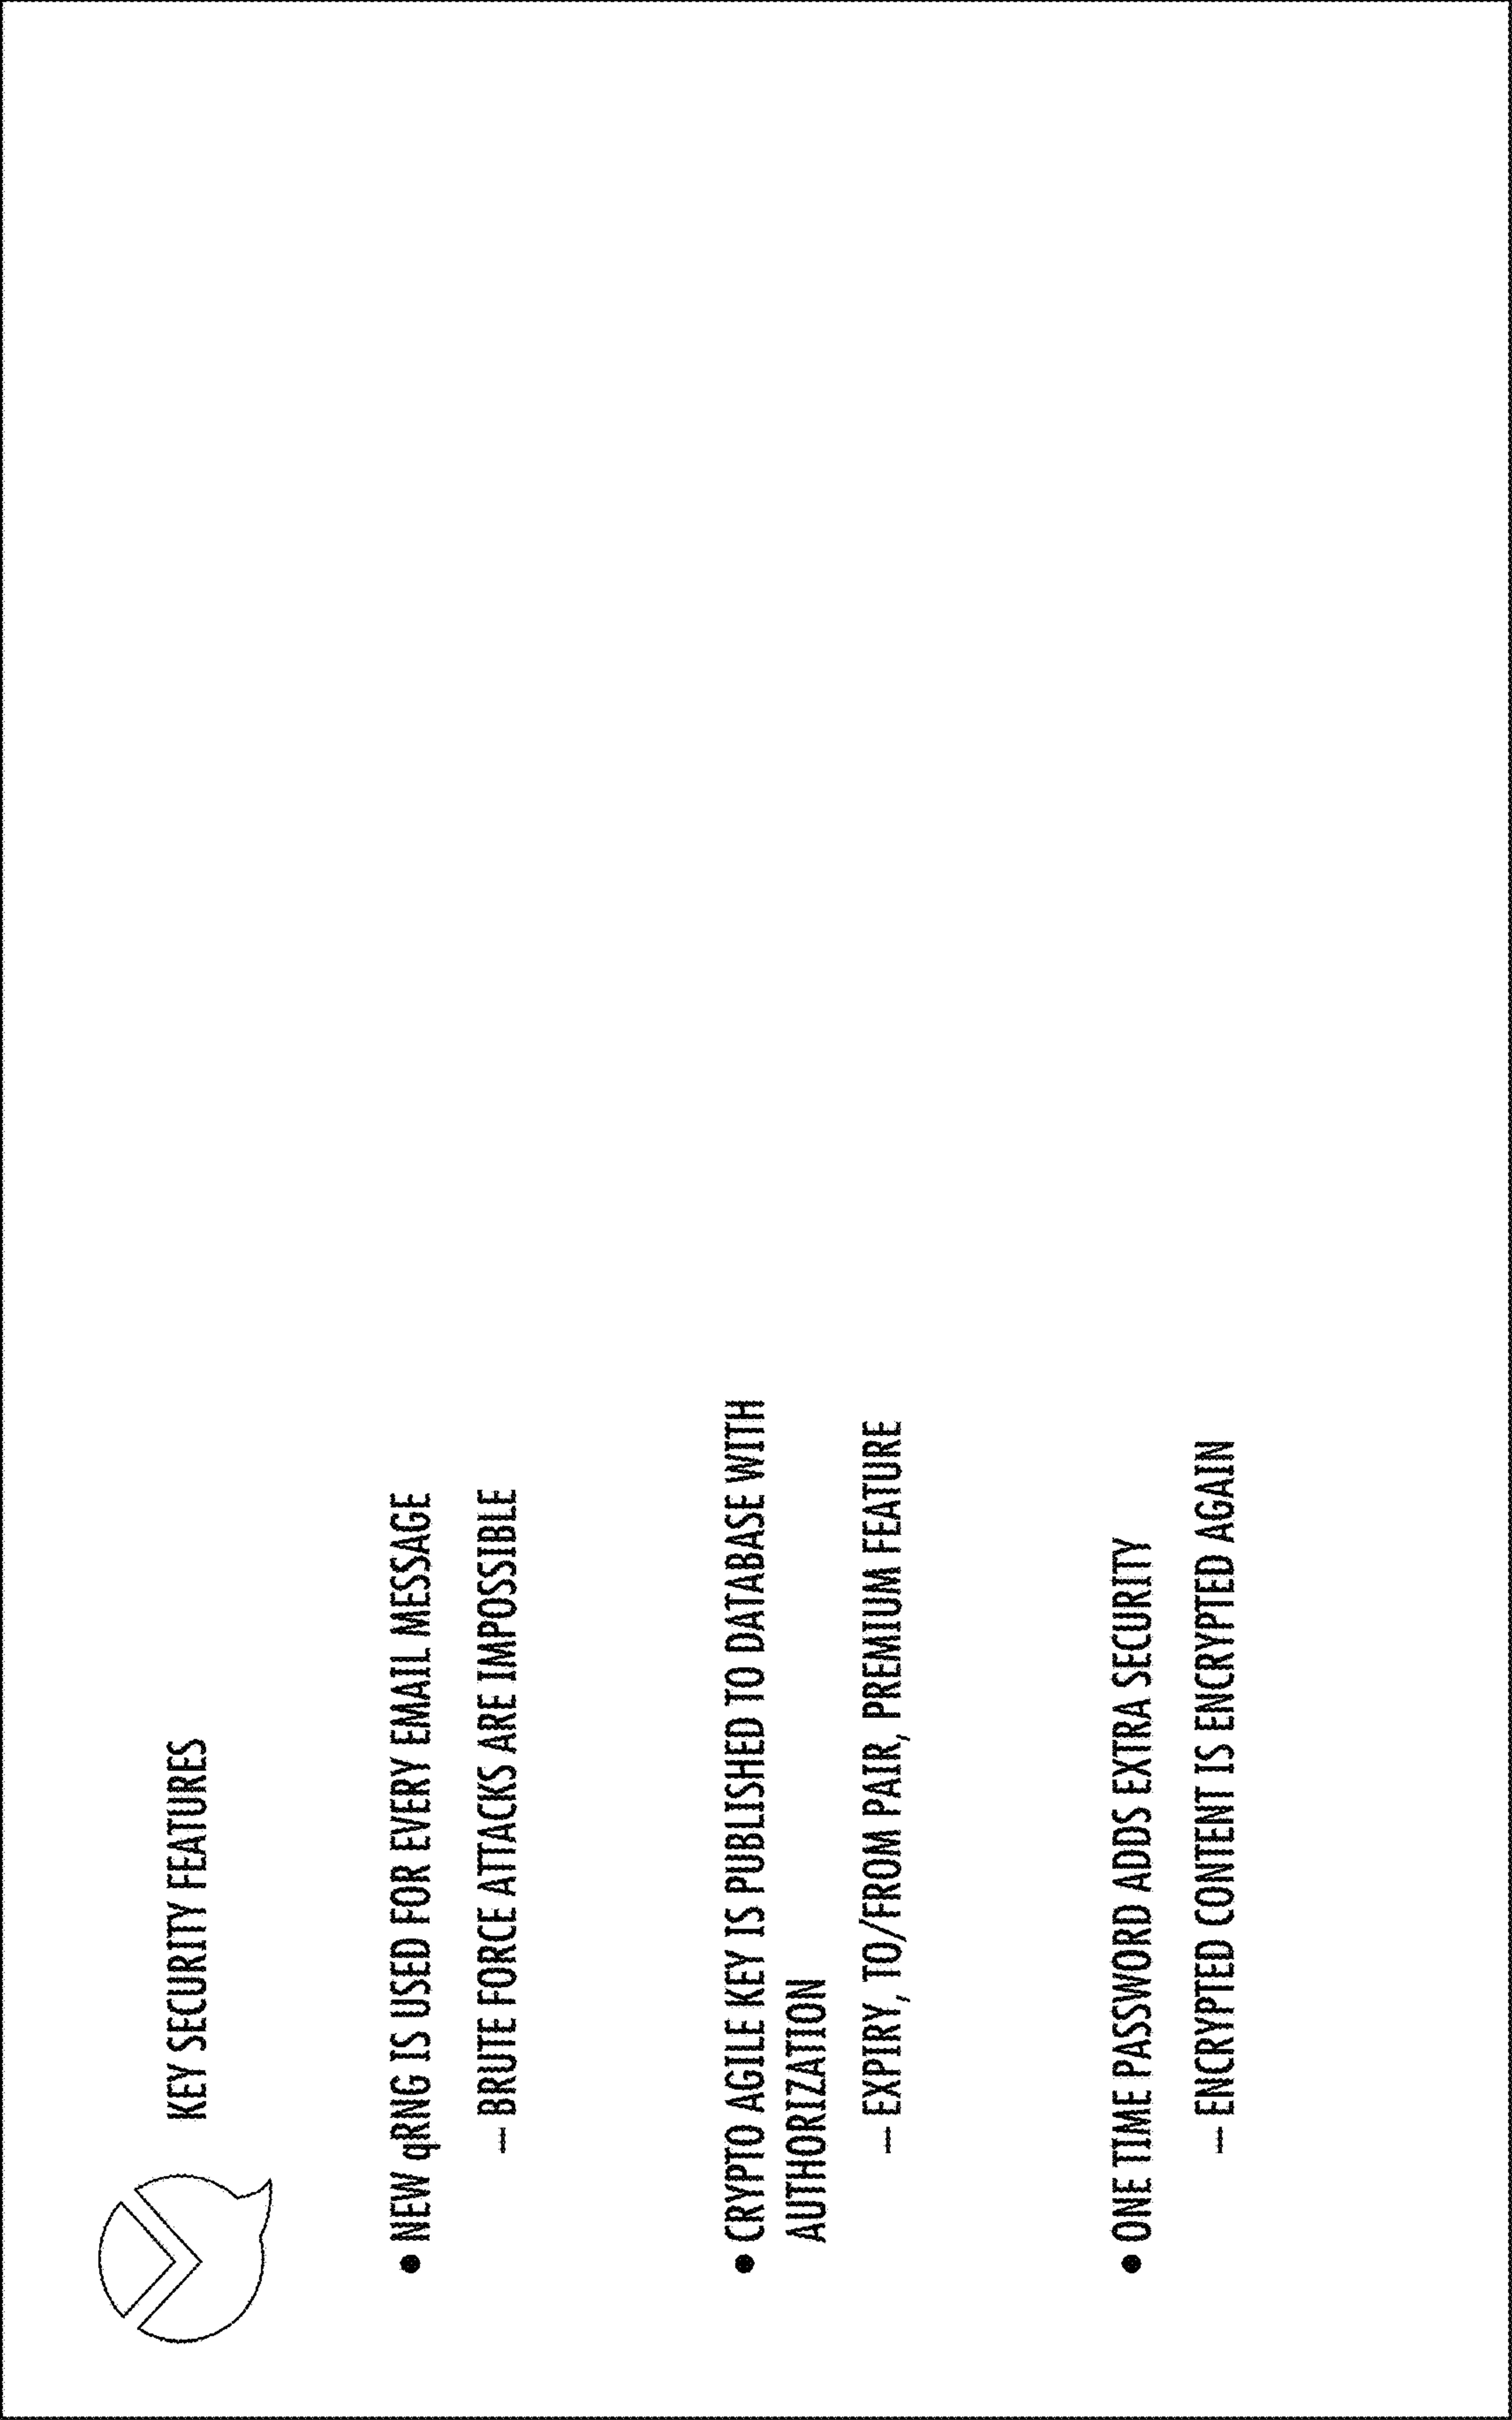 KEY SECURITY FEATURES
• NEW qRNG IS USED FOR EVERY EMAIL MESSAGE
– BRUTE FORCE ATTACKS ARE IMPOSSIBLE
• CRYPTO AGILE KEY IS PUBLISHED TO DATABASE WITH
AUTHORIZATION
– EXPIRY, TO/FROM PAIR, PREMIUM FEATURE
• ONE TIME PASSWORD ADDS EXTRA SECURITY
– ENCRYPTED CONTENT IS ENCRYPTED AGAIN